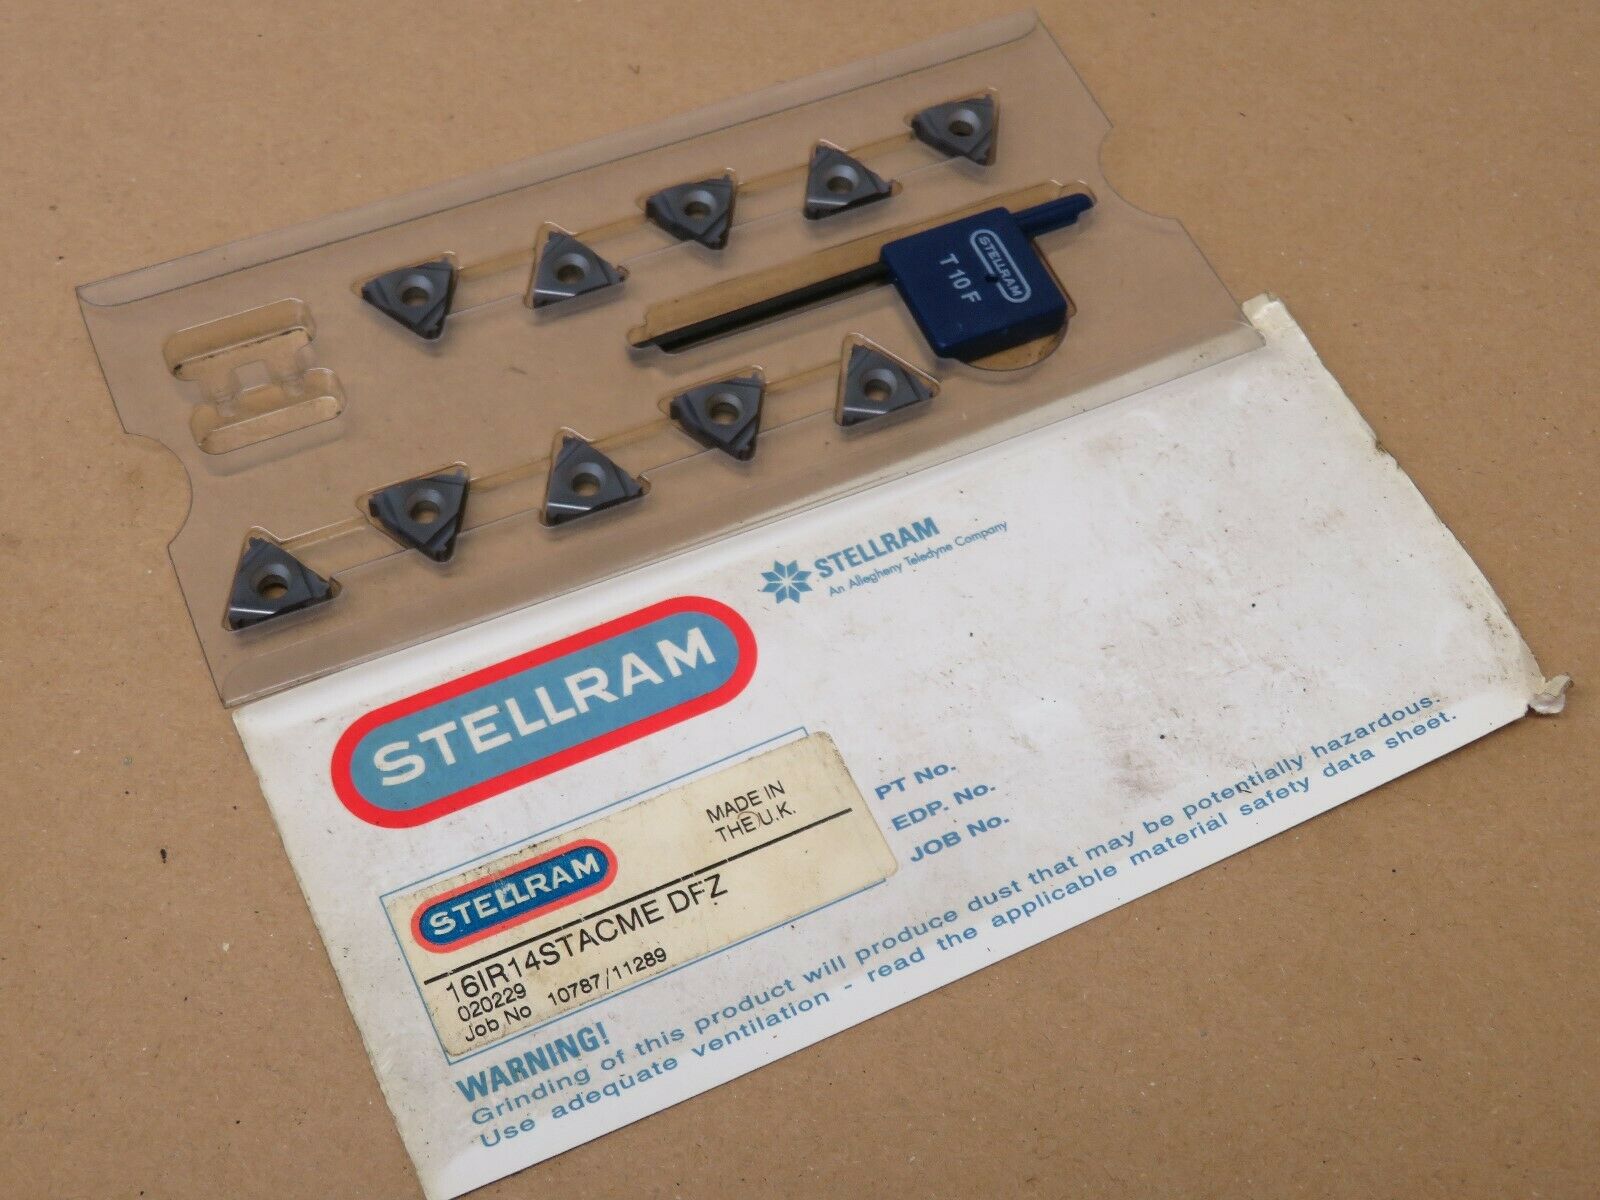 STELLRAM
T 10 F
STELLRAM
An Allegheny Teledyne Company
STELLRAM
PT No.
EDP. No.
JOB No.
MADE IN
THE U.K.
STELLRAM
16IR14STACME DFZ
020229
Job No 10787/11289
WARNING!
Grinding of this product will produce dust that may be potentially hazardous.
Use adequate ventilation - read the applicable material safety data sheet.